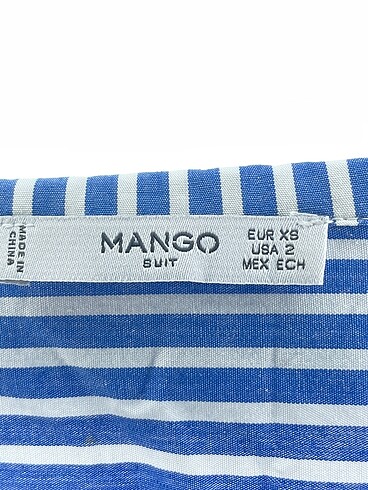 MADE IN
CHINA
MANGO
SUIT
EUR XS
USA 2
MEX ECH